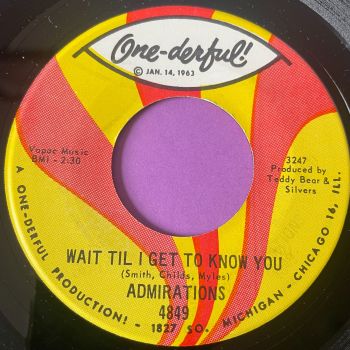 One-derful!
© JAN. 14, 1963
Vapac Music
BMI - 2:30
3247
Produced by
Teddy Bear &
Silvers
WAIT TIL I GET TO KNOW YOU
(Smith, Childs, Myles)
ADMIRATIONS
4849
A ONE-DERFUL PRODUCTION! - 1827 SO. MICHIGAN - CHICAGO 16, ILL.